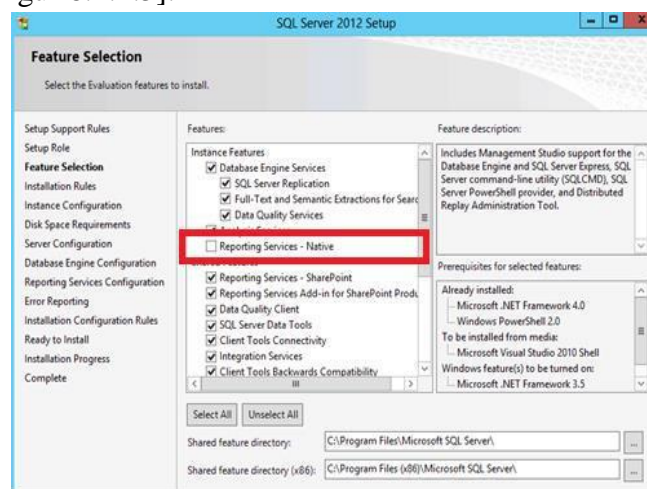 SQL Server 2012 Setup
Feature Selection
Select the Evaluation features to install.
Setup Support Rules
Setup Role
Feature Selection
Installation Rules
Instance Configuration
Disk Space Requirements
Server Configuration
Database Engine Configuration
Reporting Services Configuration
Error Reporting
Installation Configuration Rules
Ready to Install
Installation Progress
Complete
Features:
Instance Features
Database Engine Services
SQL Server Replication
Full-Text and Semantic Extractions for Searc
Data Quality Services
Reporting Services - Native
Reporting Services - SharePoint
Reporting Services Add-in for SharePoint Produ
Data Quality Client
SQL Server Data Tools
Client Tools Connectivity
Integration Services
Client Tools Backwards Compatibility
Feature description:
Includes Management Studio support for the
Database Engine and SQL Server Express, SQL
Server command-line utility (SQLCMD), SQL
Server PowerShell provider, and Distributed
Replay Administration Tool.
Prerequisites for selected features:
Already installed:
Microsoft .NET Framework 4.0
Windows PowerShell 2.0
To be installed from media:
Microsoft Visual Studio 2010 Shell
Windows feature(s) to be turned on:
Microsoft .NET Framework 3.5
Select All
Unselect All
Shared feature directory:
C:\Program Files\Microsoft SQL Server\
...
Shared feature directory (x86):
C:\Program Files (x86)\Microsoft SQL Server\
...